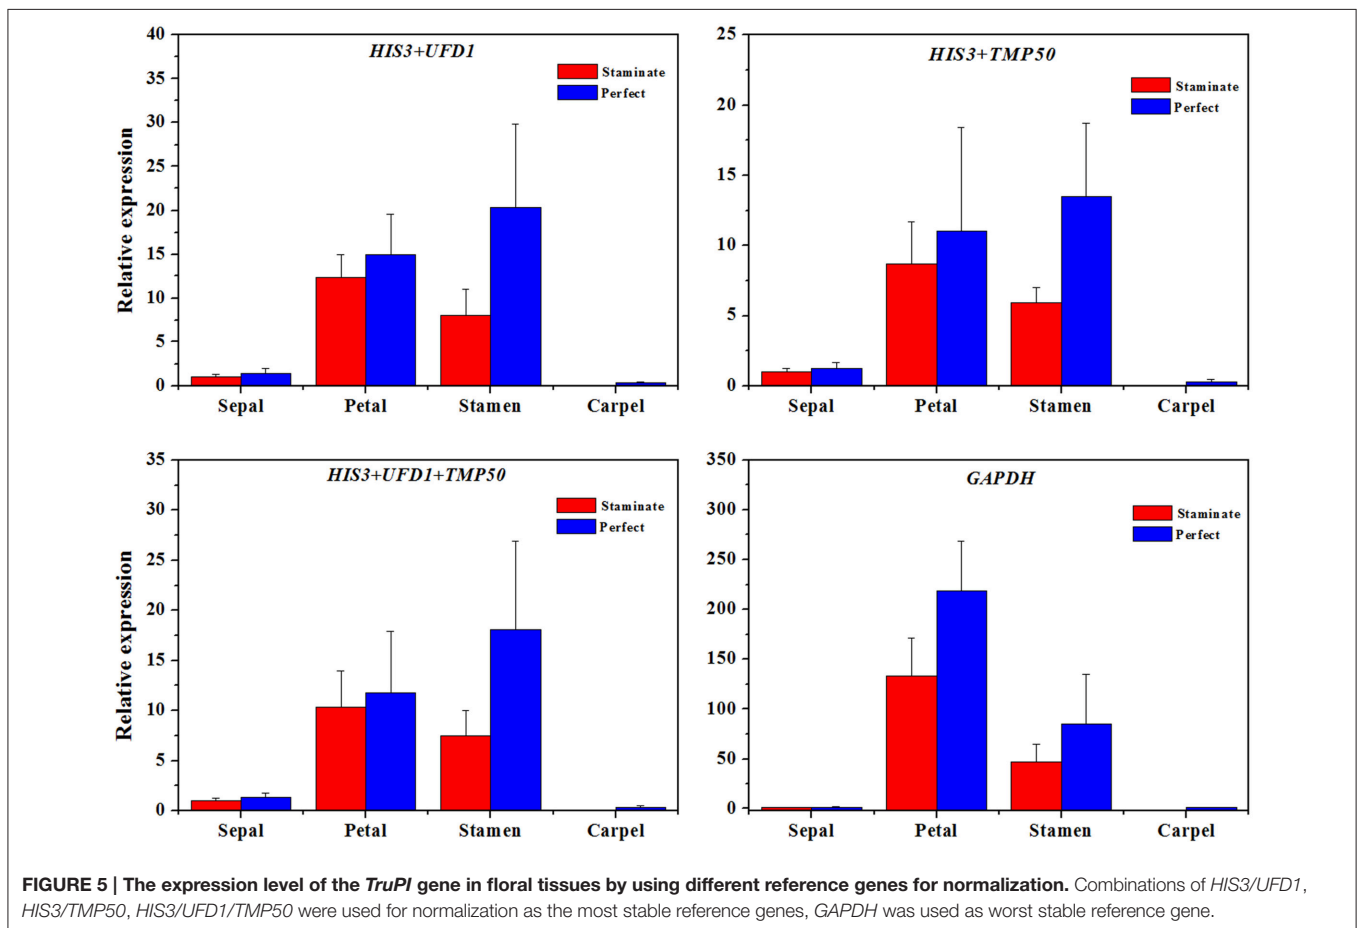 HIS3+UFD1
Staminate
Perfect
Relative expression
40
35
30
25
20
15
10
5
0
Sepal Petal Stamen Carpel
HIS3+TMP50
Staminate
Perfect
25
20
15
10
5
0
Sepal Petal Stamen Carpel
HIS3+UFD1+TMP50
Staminate
Perfect
Relative expression
35
30
25
20
15
10
5
0
Sepal Petal Stamen Carpel
GAPDH
Staminate
Perfect
350
300
250
200
150
100
50
0
Sepal Petal Stamen Carpel
FIGURE 5 | The expression level of the TruPI gene in floral tissues by using different reference genes for normalization. Combinations of HIS3/UFD1,
HIS3/TMP50, HIS3/UFD1/TMP50 were used for normalization as the most stable reference genes, GAPDH was used as worst stable reference gene.